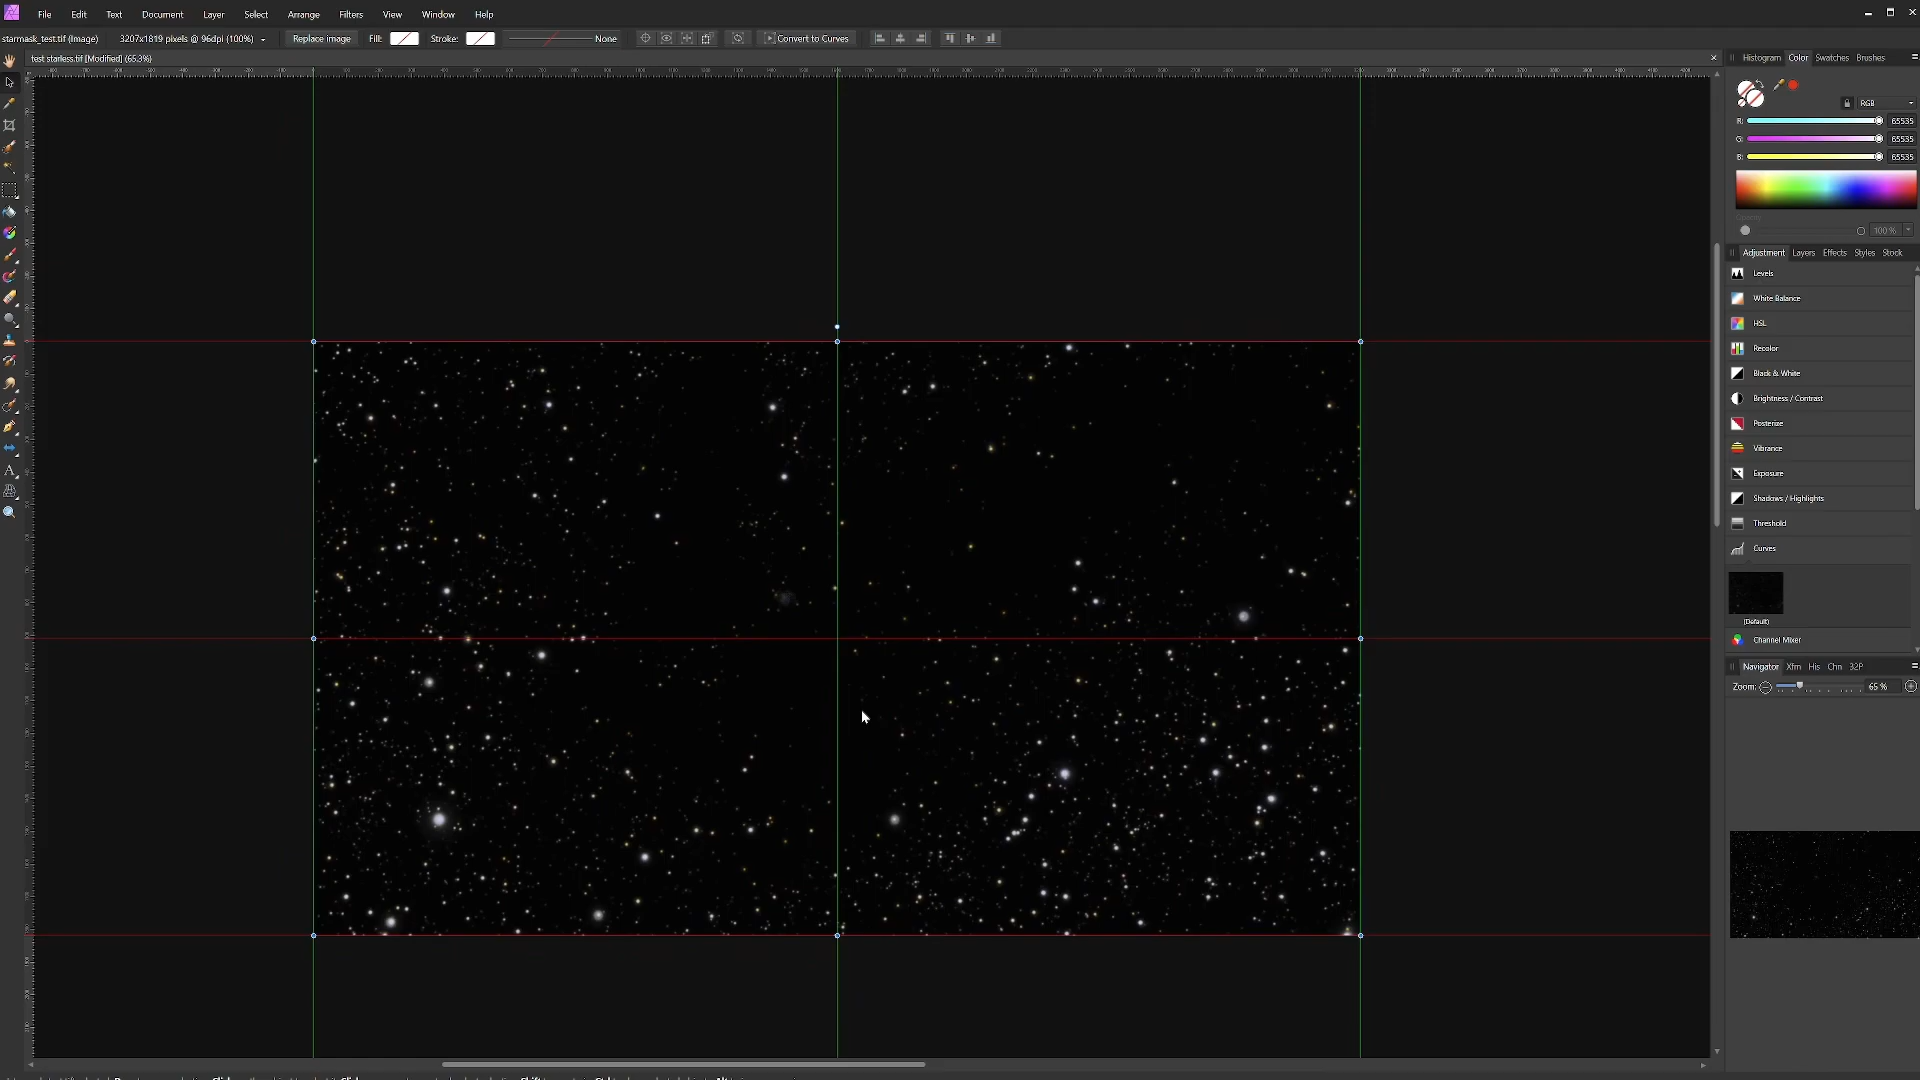 File Edit Text Document Layer Select Arrange Filters View Window Help
starmask_test.tif (Image) 3207x1819 pixels @ 96dpi (100%) Replace image Fill: Stroke: None Convert to Curves
test starless.tif [Modified] (65.3%)
Histogram Color Swatches Brushes
RGB
R: 65535
G: 65535
B: 65535
Opacity
100 %
Adjustment Layers Effects Styles Stock
Levels
White Balance
HSL
Recolor
Black & White
Brightness / Contrast
Posterize
Vibrance
Exposure
Shadows / Highlights
Threshold
Curves
(Default)
Channel Mixer
Navigator Xfm His Chn 32P
Zoom: 65 %